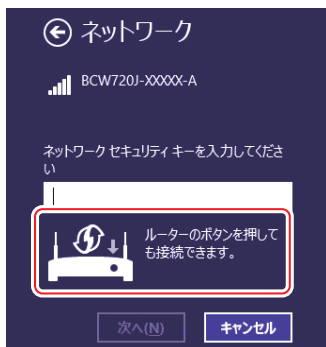 ネットワーク
BCW720J-XXXXX-A
ネットワーク セキュリティ キーを入力してくださ
い
ルーターのボタンを押して
も接続できます。
次へ(N)
キャンセル